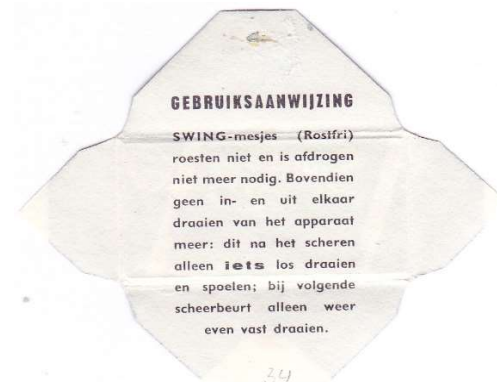 GEBRUIKSAANWIJZING
SWING-mesjes (Rostfri)
roesten niet en is afdrogen
niet meer nodig. Bovendien
geen in- en uit elkaar
draaien van het apparaat
meer: dit na het scheren
alleen iets los draaien
en spoelen; bij volgende
scheerbeurt alleen weer
even vast draaien.
34